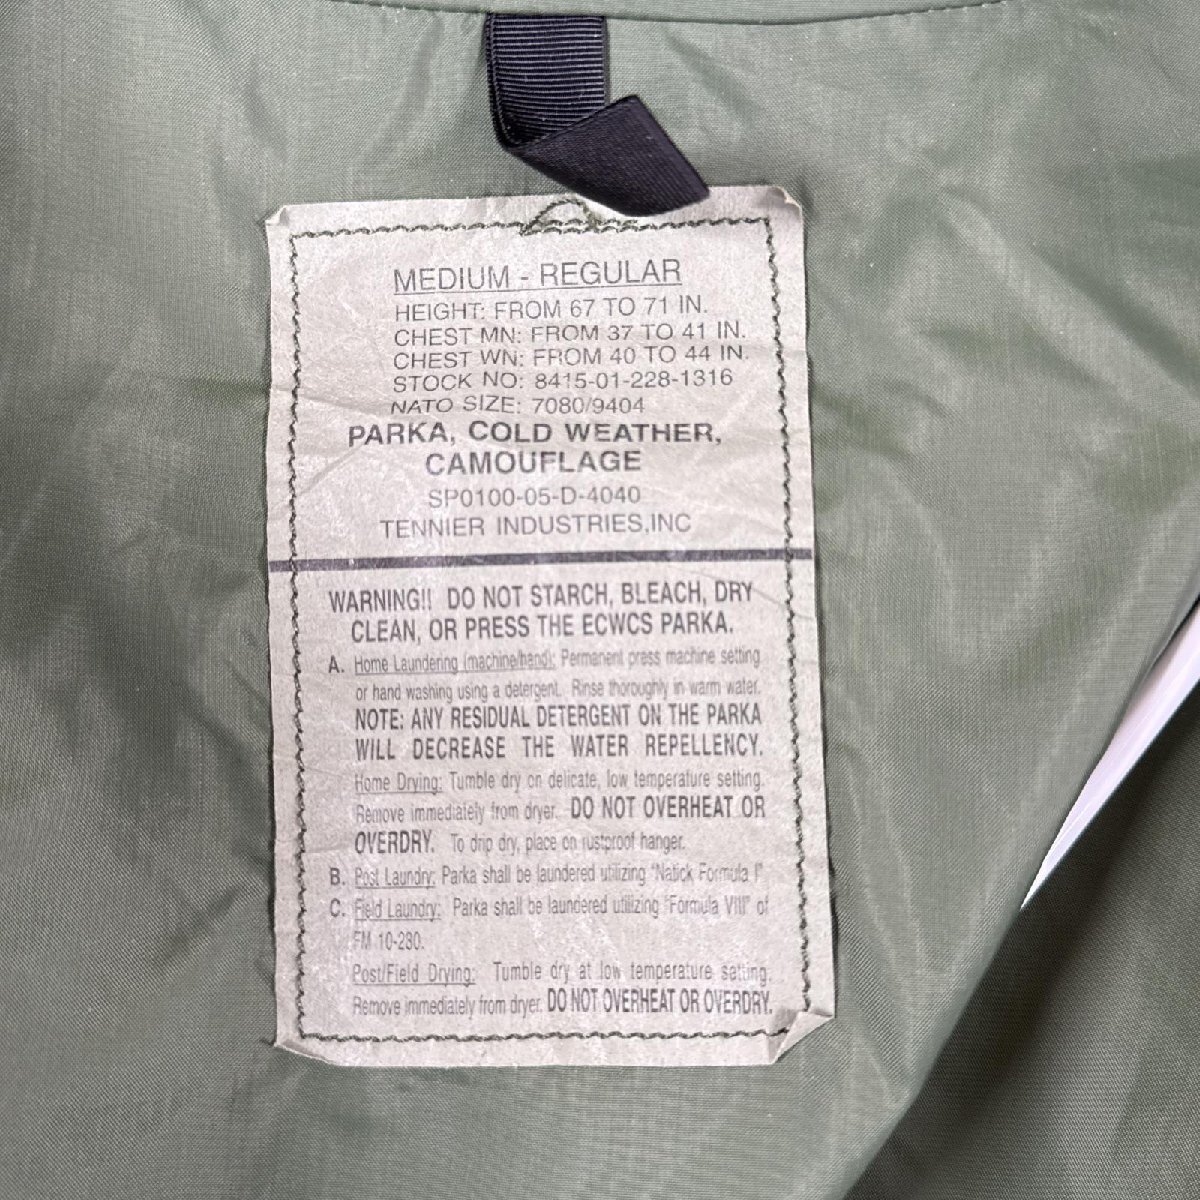 MEDIUM - REGULAR
HEIGHT: FROM 67 TO 71 IN.
CHEST MN: FROM 37 TO 41 IN.
CHEST WN: FROM 40 TO 44 IN.
STOCK NO: 8415-01-228-1316
NATO SIZE: 7080/9404
PARKA, COLD WEATHER,
CAMOUFLAGE
SP0100-05-D-4040
TENNIER INDUSTRIES,INC
WARNING!! DO NOT STARCH, BLEACH, DRY
CLEAN, OR PRESS THE ECWCS PARKA.
A. Home Laundering (machine/hand): Permanent press machine setting
or hand washing using a detergent. Rinse thoroughly in warm water.
NOTE: ANY RESIDUAL DETERGENT ON THE PARKA
WILL DECREASE THE WATER REPELLENCY.
Home Drying: Tumble dry on delicate, low temperature setting.
Remove immediately from dryer. DO NOT OVERHEAT OR
OVERDRY. To drip dry, place on rustproof hanger.
B. Post Laundry: Parka shall be laundered utilizing "Natick Formula I"
C. Field Laundry: Parka shall be laundered utilizing "Formula VIII" of
FM 10-280.
Post/Field Drying: Tumble dry at low temperature setting.
Remove immediately from dryer. DO NOT OVERHEAT OR OVERDRY.